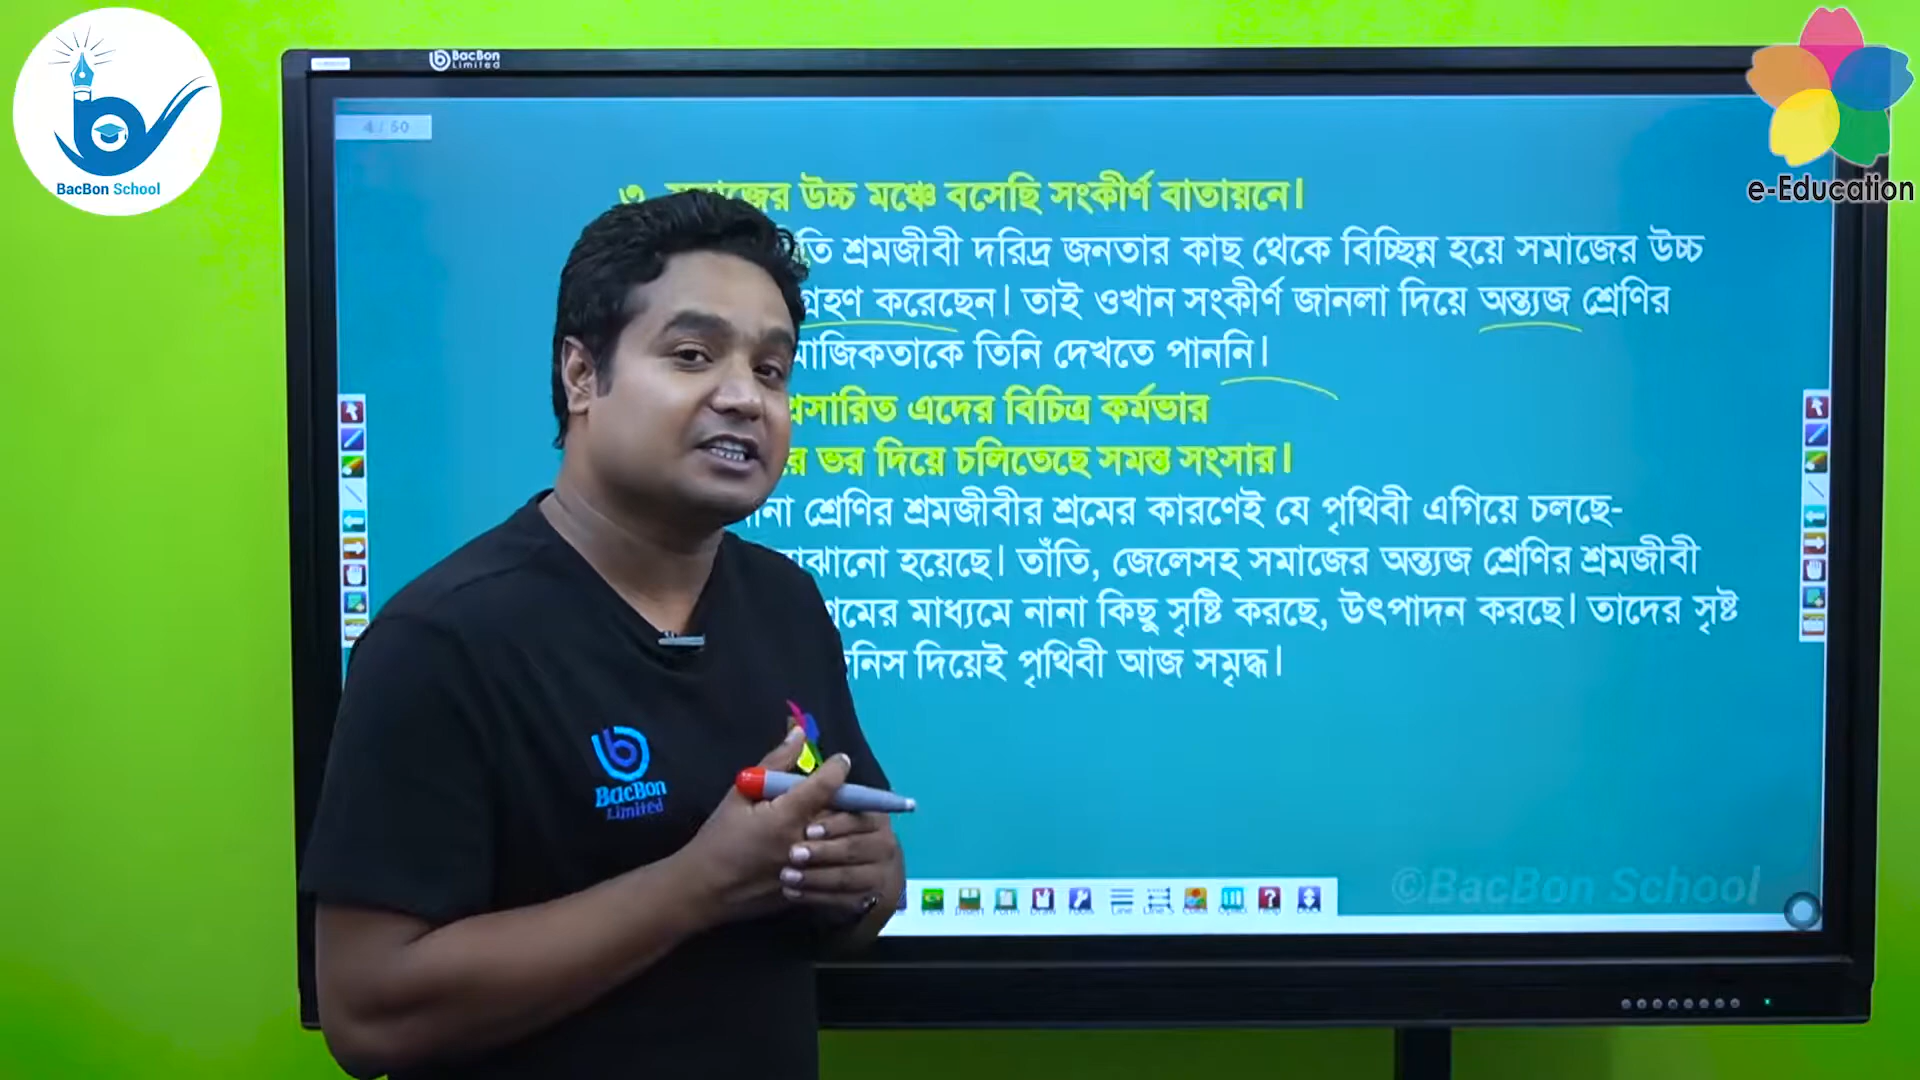 BacBon School
BacBon
Limited
e-Education
4 / 50
৩. সমাজের উচ্চ মঞ্চে বসেছি সংকীর্ণ বাতায়নে।
শ্রমজীবী দরিদ্র জনতার কাছ থেকে বিচ্ছিন্ন হয়ে সমাজের উচ্চ
গ্রহণ করেছেন। তাই ওখান সংকীর্ণ জানলা দিয়ে অন্ত্যজ শ্রেণির
তিনি দেখতে পাননি।
প্রসারিত এদের বিচিত্র কর্মভার
ভর দিয়ে চলিতেছে সমস্ত সংসার।
শ্রেণির শ্রমজীবীর শ্রমের কারণেই যে পৃথিবী এগিয়ে চলছে-
হয়েছে। তাঁতি, জেলেসহ সমাজের অন্ত্যজ শ্রেণির শ্রমজীবী
মাধ্যমে নানা কিছু সৃষ্টি করছে, উৎপাদন করছে। তাদের সৃষ্ট
দিয়েই পৃথিবী আজ সমৃদ্ধ।
BacBon
Limited
©BacBon School